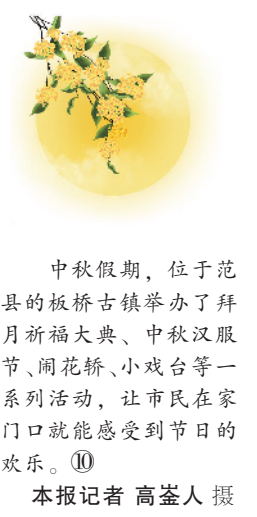 中秋假期，位于范
县的板桥古镇举办了拜
月祈福大典、中秋汉服
节、闹花轿、小戏台等一
系列活动，让市民在家
门口就能感受到节日的
欢乐。⑩
本报记者 高崟人 摄